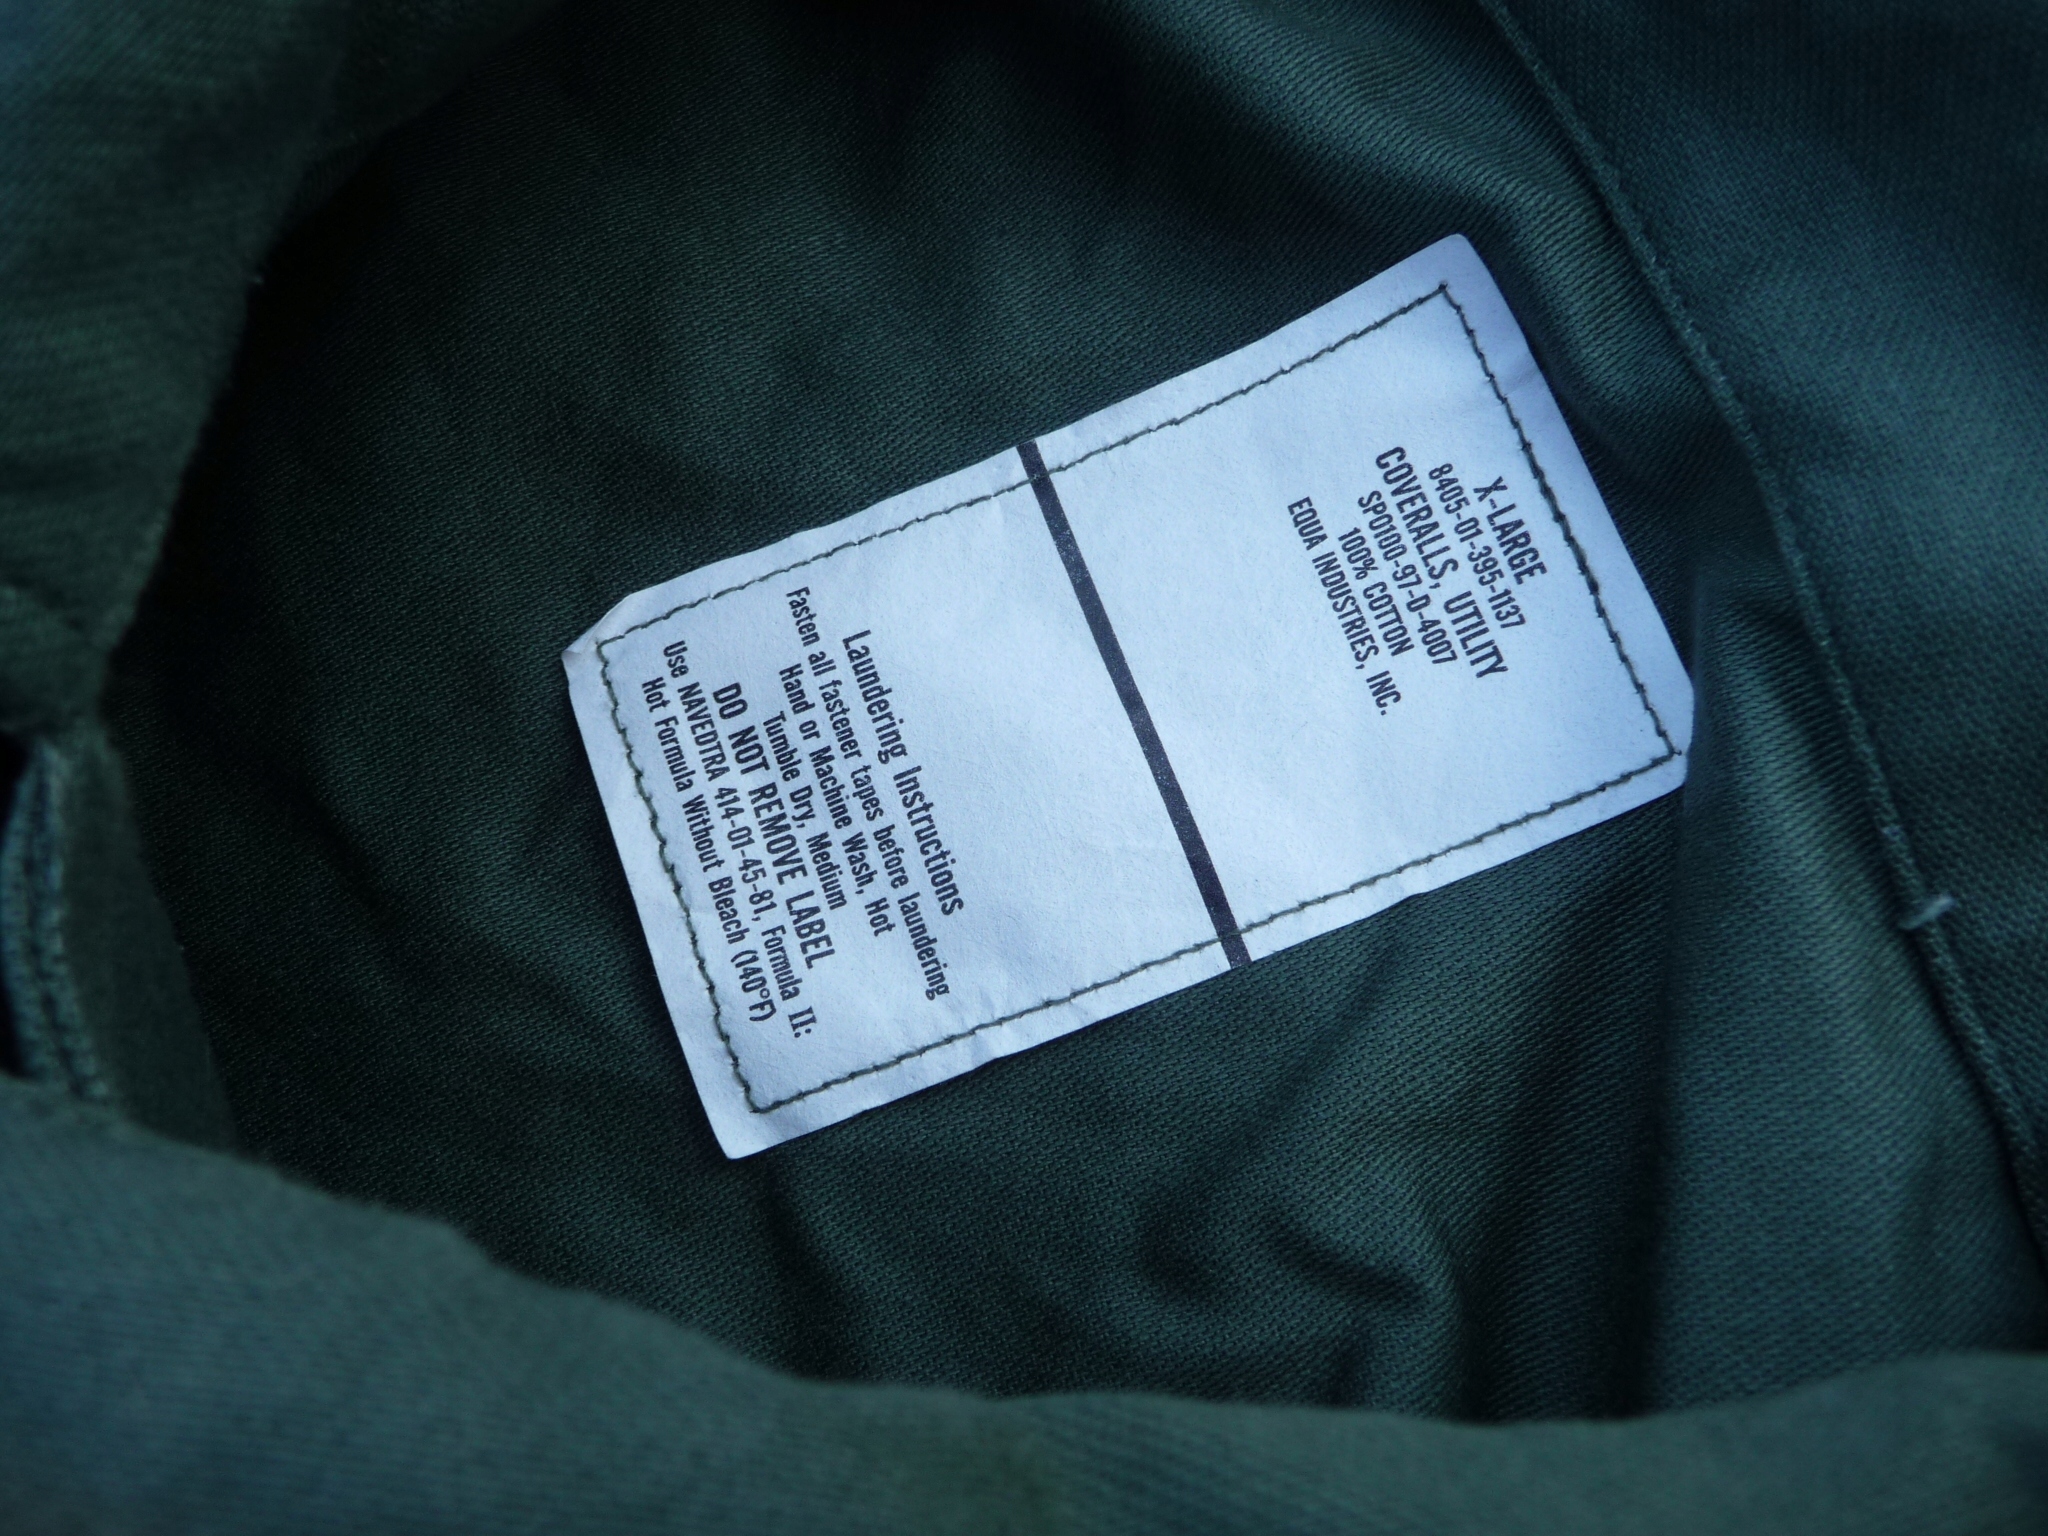 X-LARGE
8405-01-395-1137
COVERALLS, UTILITY
SPO100-97-D-4007
100% COTTON
EQUA INDUSTRIES, INC.
Laundering Instructions
Fasten all fastener tapes before laundering
Hand or Machine Wash, Hot
Tumble Dry, Medium
DO NOT REMOVE LABEL
Use NAVEDTRA 414-01-45-81, Formula II:
Hot Formula Without Bleach (140°F)